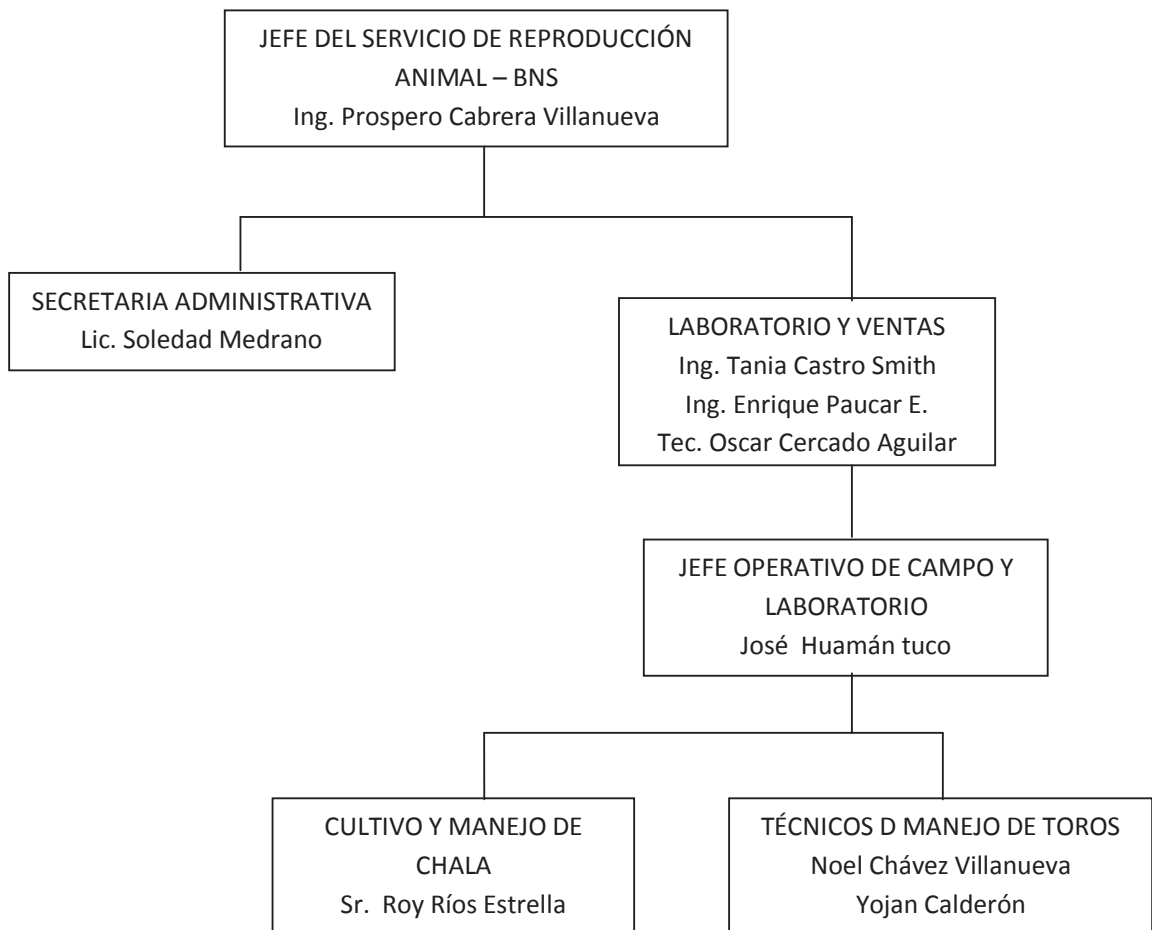 JEFE DEL SERVICIO DE REPRODUCCIÓN
ANIMAL – BNS
Ing. Prospero Cabrera Villanueva
SECRETARIA ADMINISTRATIVA
Lic. Soledad Medrano
LABORATORIO Y VENTAS
Ing. Tania Castro Smith
Ing. Enrique Paucar E.
Tec. Oscar Cercado Aguilar
JEFE OPERATIVO DE CAMPO Y
LABORATORIO
José Huamán tuco
CULTIVO Y MANEJO DE
CHALA
Sr. Roy Ríos Estrella
TÉCNICOS D MANEJO DE TOROS
Noel Chávez Villanueva
Yojan Calderón